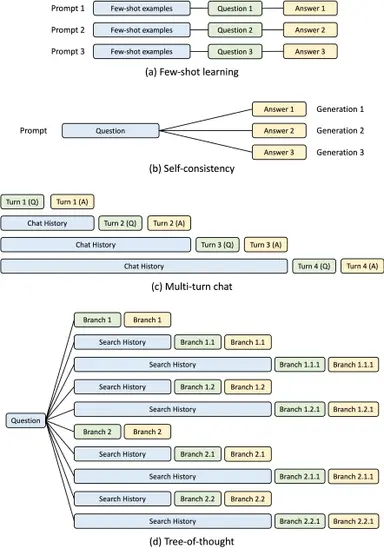 Prompt 1 Few-shot examples Question 1 Answer 1
Prompt 2 Few-shot examples Question 2 Answer 2
Prompt 3 Few-shot examples Question 3 Answer 3
(a) Few-shot learning
Answer 1 Generation 1
Prompt Question Answer 2 Generation 2
Answer 3 Generation 3
(b) Self-consistency
Turn 1 (Q) Turn 1 (A)
Chat History Turn 2 (Q) Turn 2 (A)
Chat History Turn 3 (Q) Turn 3 (A)
Chat History Turn 4 (Q) Turn 4 (A)
(c) Multi-turn chat
Branch 1 Branch 1
Search History Branch 1.1 Branch 1.1
Search History Branch 1.1.1 Branch 1.1.1
Search History Branch 1.2 Branch 1.2
Search History Branch 1.2.1 Branch 1.2.1
Question
Branch 2 Branch 2
Search History Branch 2.1 Branch 2.1
Search History Branch 2.1.1 Branch 2.1.1
Search History Branch 2.2 Branch 2.2
Search History Branch 2.2.1 Branch 2.2.1
(d) Tree-of-thought